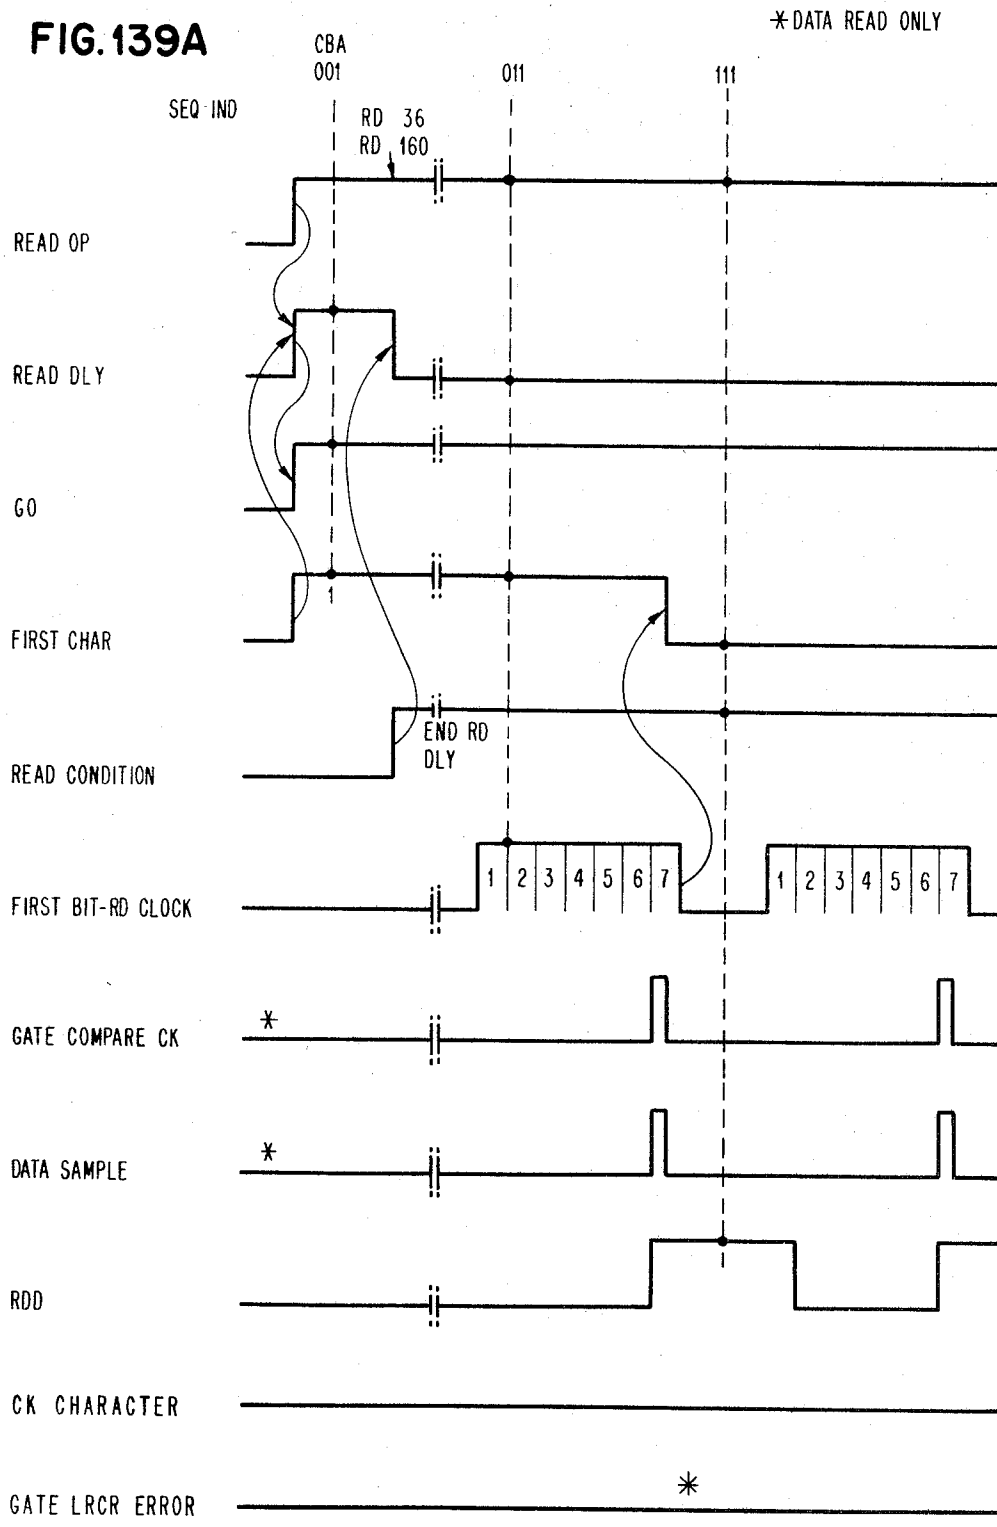 FIG. 139A
* DATA READ ONLY
CBA
001
011
111
SEQ IND
RD 36
RD 160
READ OP
READ DLY
GO
1
FIRST CHAR
END RD
DLY
READ CONDITION
1 2 3 4 5 6 7
1 2 3 4 5 6 7
FIRST BIT-RD CLOCK
*
GATE COMPARE CK
*
DATA SAMPLE
RDD
CK CHARACTER
*
GATE LRCR ERROR